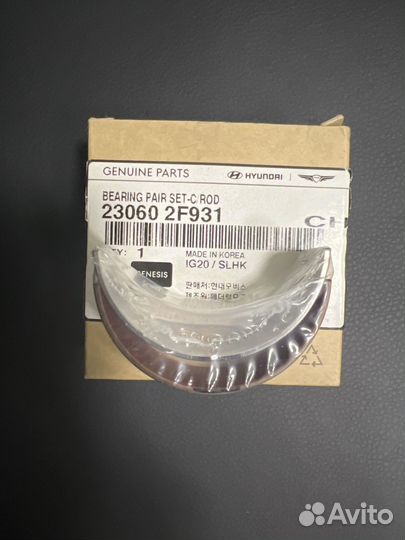 GENUINE PARTS HYUNDAI
BEARING PAIR SET-C/ROD
23060 2F931
QTY: 1 MADE IN KOREA
IG20 / SLHK
GENESIS
판매처:현대모비스
Avito